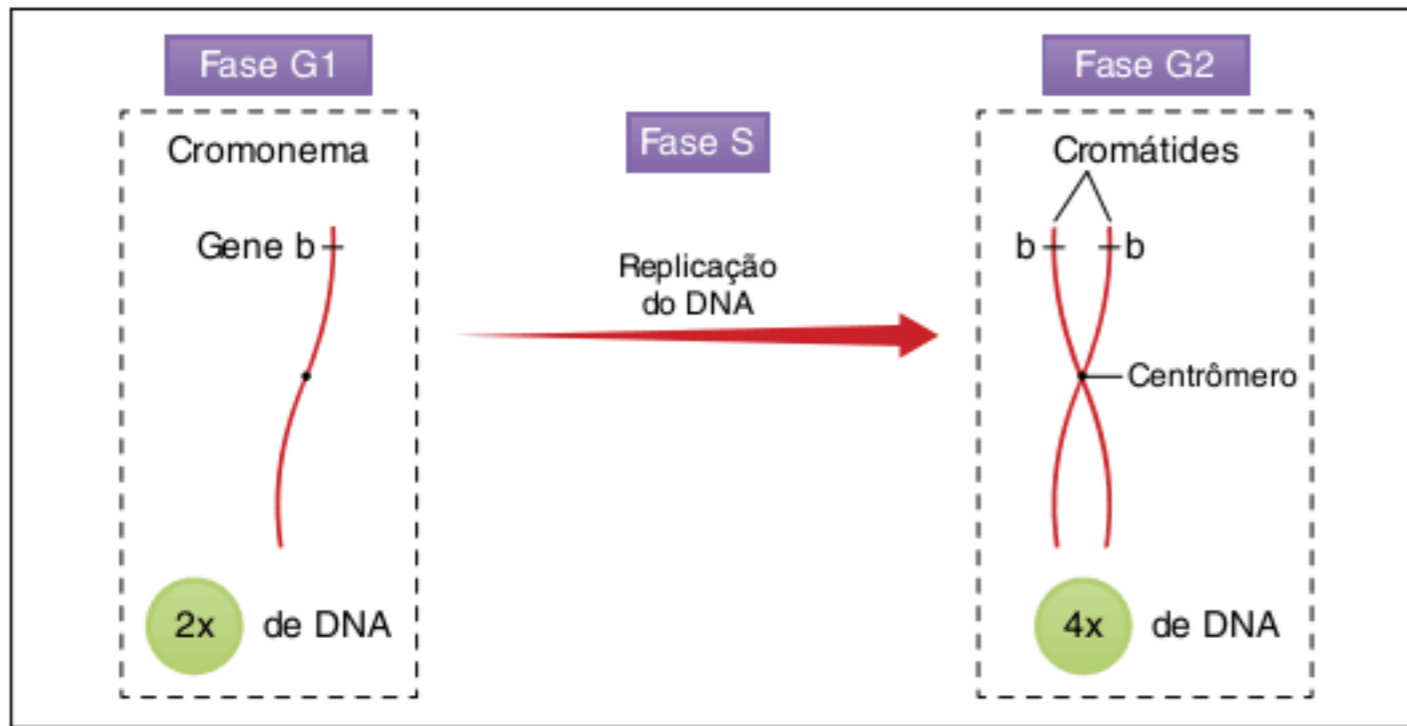 Fase G1
Cromonema
Gene b
2x de DNA
Fase S
Replicação
do DNA
Fase G2
Cromátides
b b
Centrômero
4x de DNA